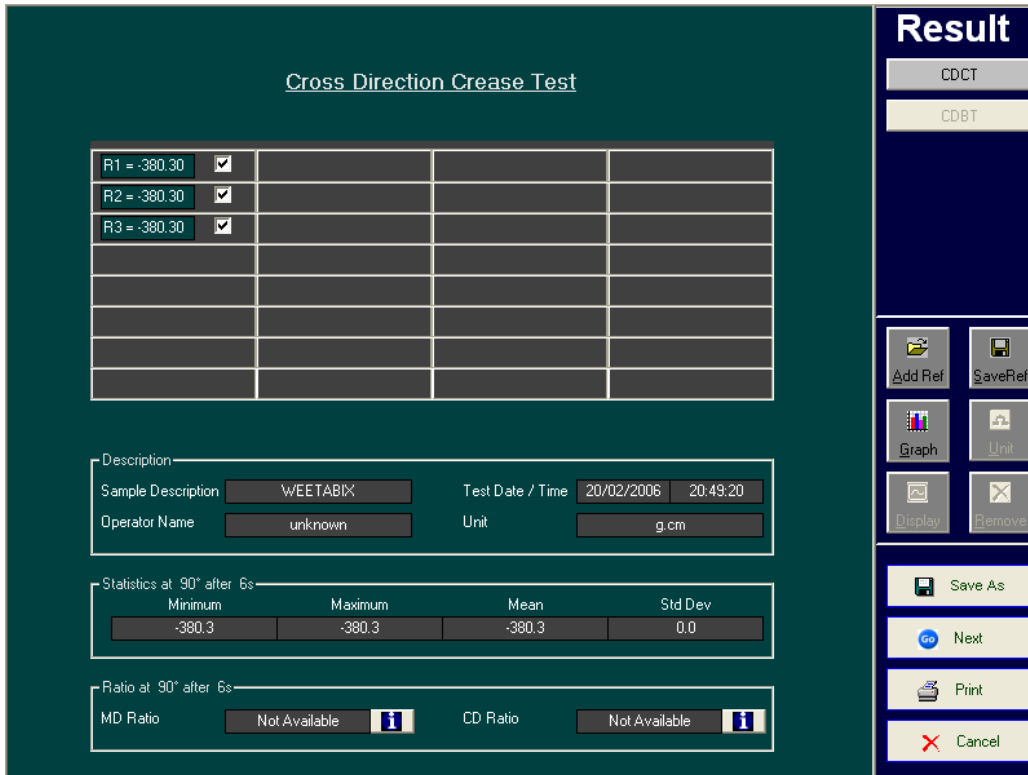 Cross Direction Crease Test
R1 = -380.30
R2 = -380.30
R3 = -380.30
Description
Sample Description WEETABIX Test Date / Time 20/02/2006 20:49:20
Operator Name unknown Unit g.cm
Statistics at 90° after 6s
Minimum Maximum Mean Std Dev
-380.3 -380.3 -380.3 0.0
Ratio at 90° after 6s
MD Ratio Not Available i CD Ratio Not Available i
Result
CDCT
CDBT
Add Ref SaveRef
Graph Unit
Display Remove
Save As
Go Next
Print
Cancel